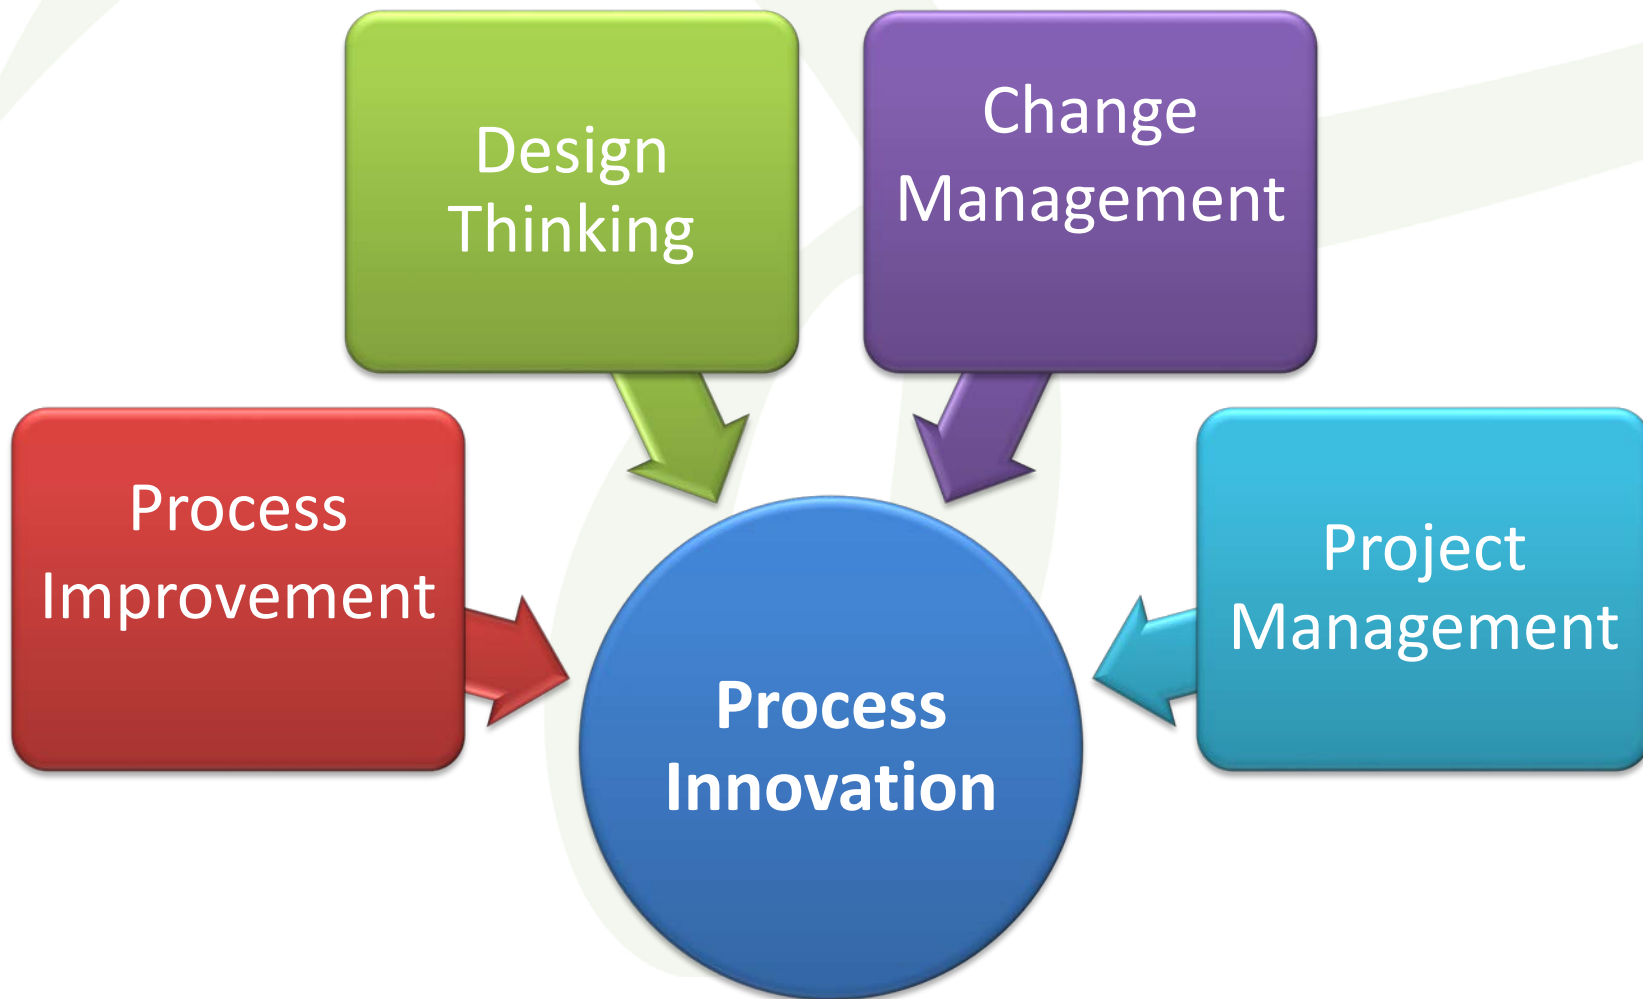 Design
Thinking
Change
Management
Process
Improvement
Project
Management
Process
Innovation